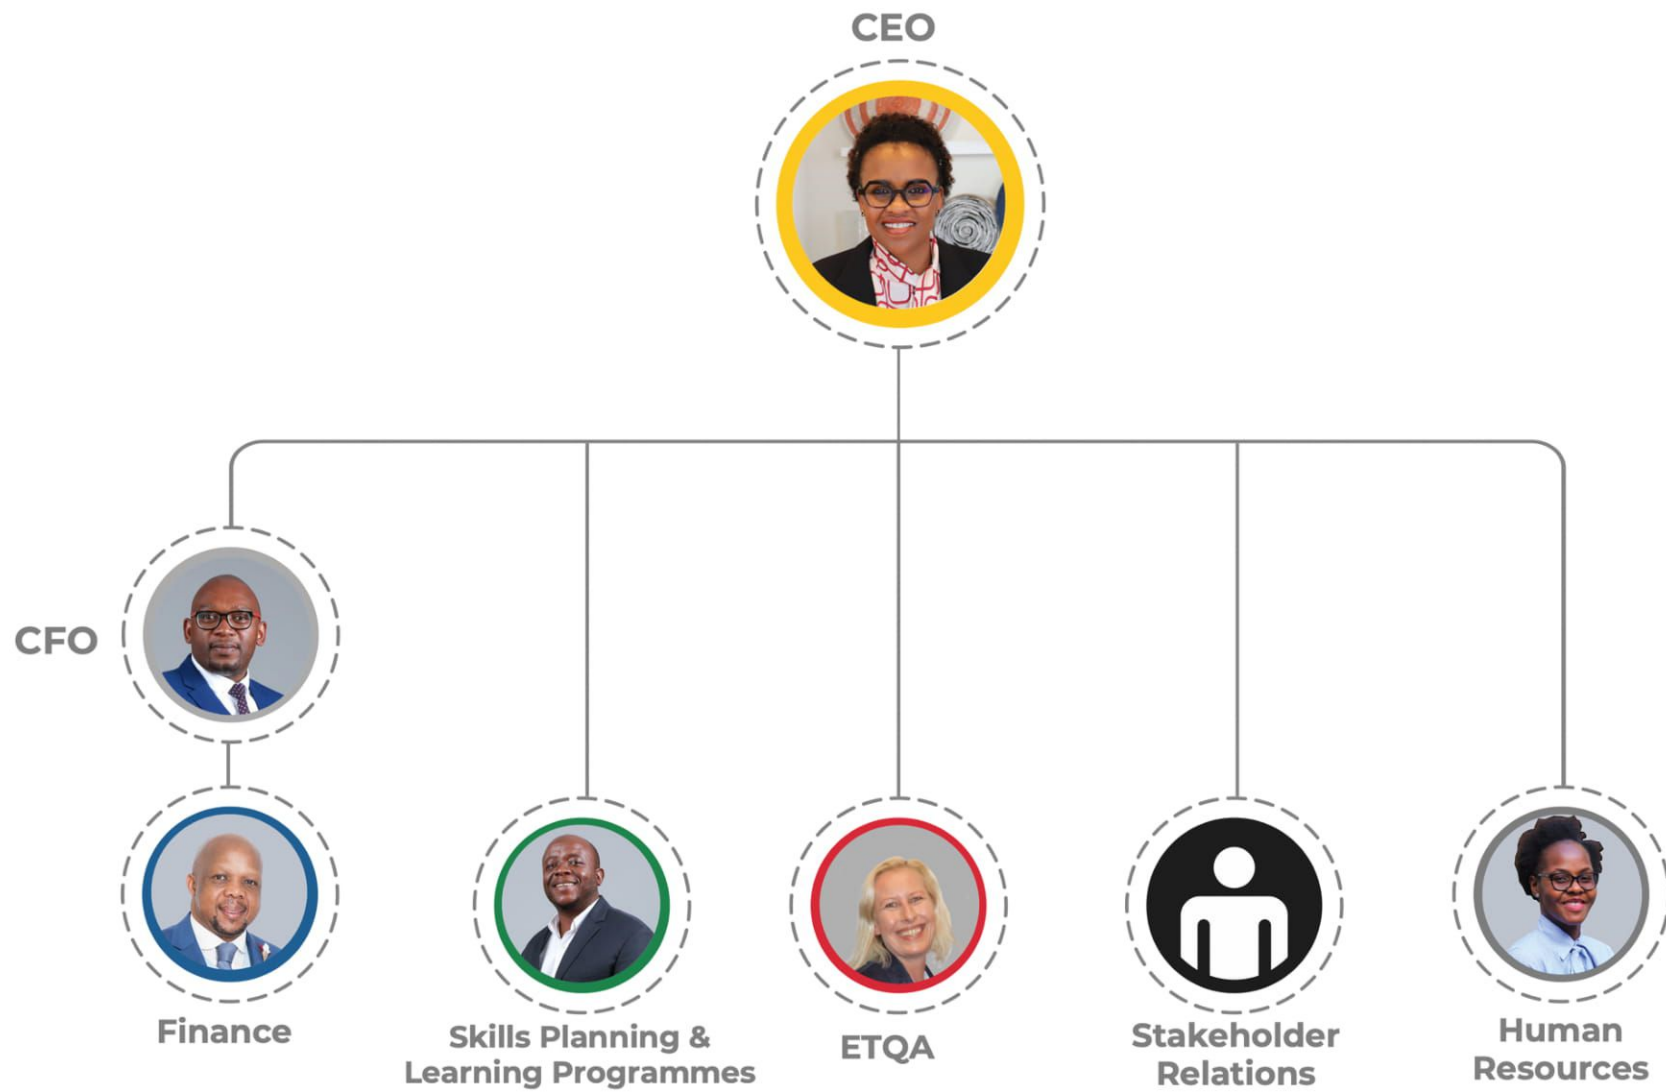 CEO
CFO
Finance
Skills Planning &
Learning Programmes
ETQA
Stakeholder
Relations
Human
Resources